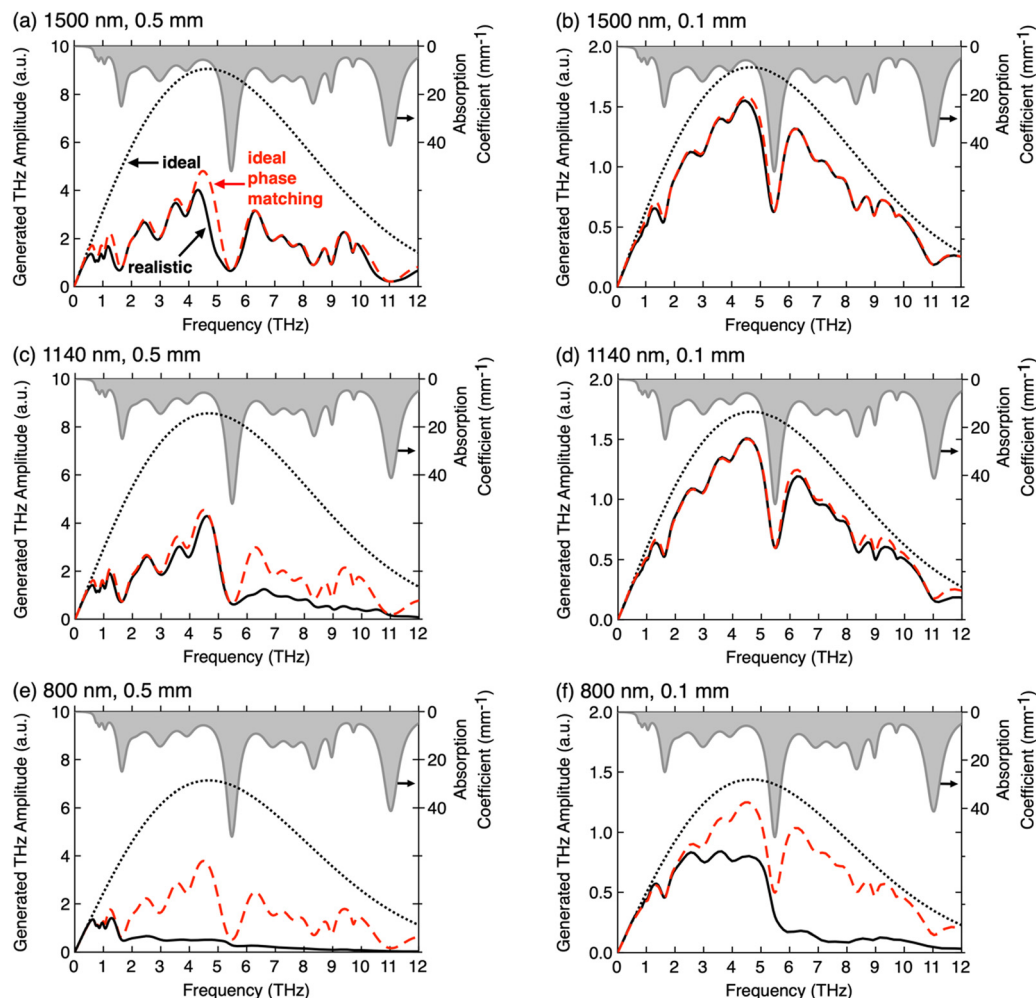 (a) 1500 nm, 0.5 mm
10
8
6
4
2
0
0
20
40
Generated THz Amplitude (a.u.)
Absorption
Coefficient (mm-1)
ideal
ideal
phase
matching
realistic
0 1 2 3 4 5 6 7 8 9 10 11 12
Frequency (THz)
(b) 1500 nm, 0.1 mm
2.0
1.5
1.0
0.5
0.0
0
20
40
Generated THz Amplitude (a.u.)
Absorption
Coefficient (mm-1)
0 1 2 3 4 5 6 7 8 9 10 11 12
Frequency (THz)
(c) 1140 nm, 0.5 mm
10
8
6
4
2
0
0
20
40
Generated THz Amplitude (a.u.)
Absorption
Coefficient (mm-1)
0 1 2 3 4 5 6 7 8 9 10 11 12
Frequency (THz)
(d) 1140 nm, 0.1 mm
2.0
1.5
1.0
0.5
0.0
0
20
40
Generated THz Amplitude (a.u.)
Absorption
Coefficient (mm-1)
0 1 2 3 4 5 6 7 8 9 10 11 12
Frequency (THz)
(e) 800 nm, 0.5 mm
10
8
6
4
2
0
0
20
40
Generated THz Amplitude (a.u.)
Absorption
Coefficient (mm-1)
0 1 2 3 4 5 6 7 8 9 10 11 12
Frequency (THz)
(f) 800 nm, 0.1 mm
2.0
1.5
1.0
0.5
0.0
0
20
40
Generated THz Amplitude (a.u.)
Absorption
Coefficient (mm-1)
0 1 2 3 4 5 6 7 8 9 10 11 12
Frequency (THz)